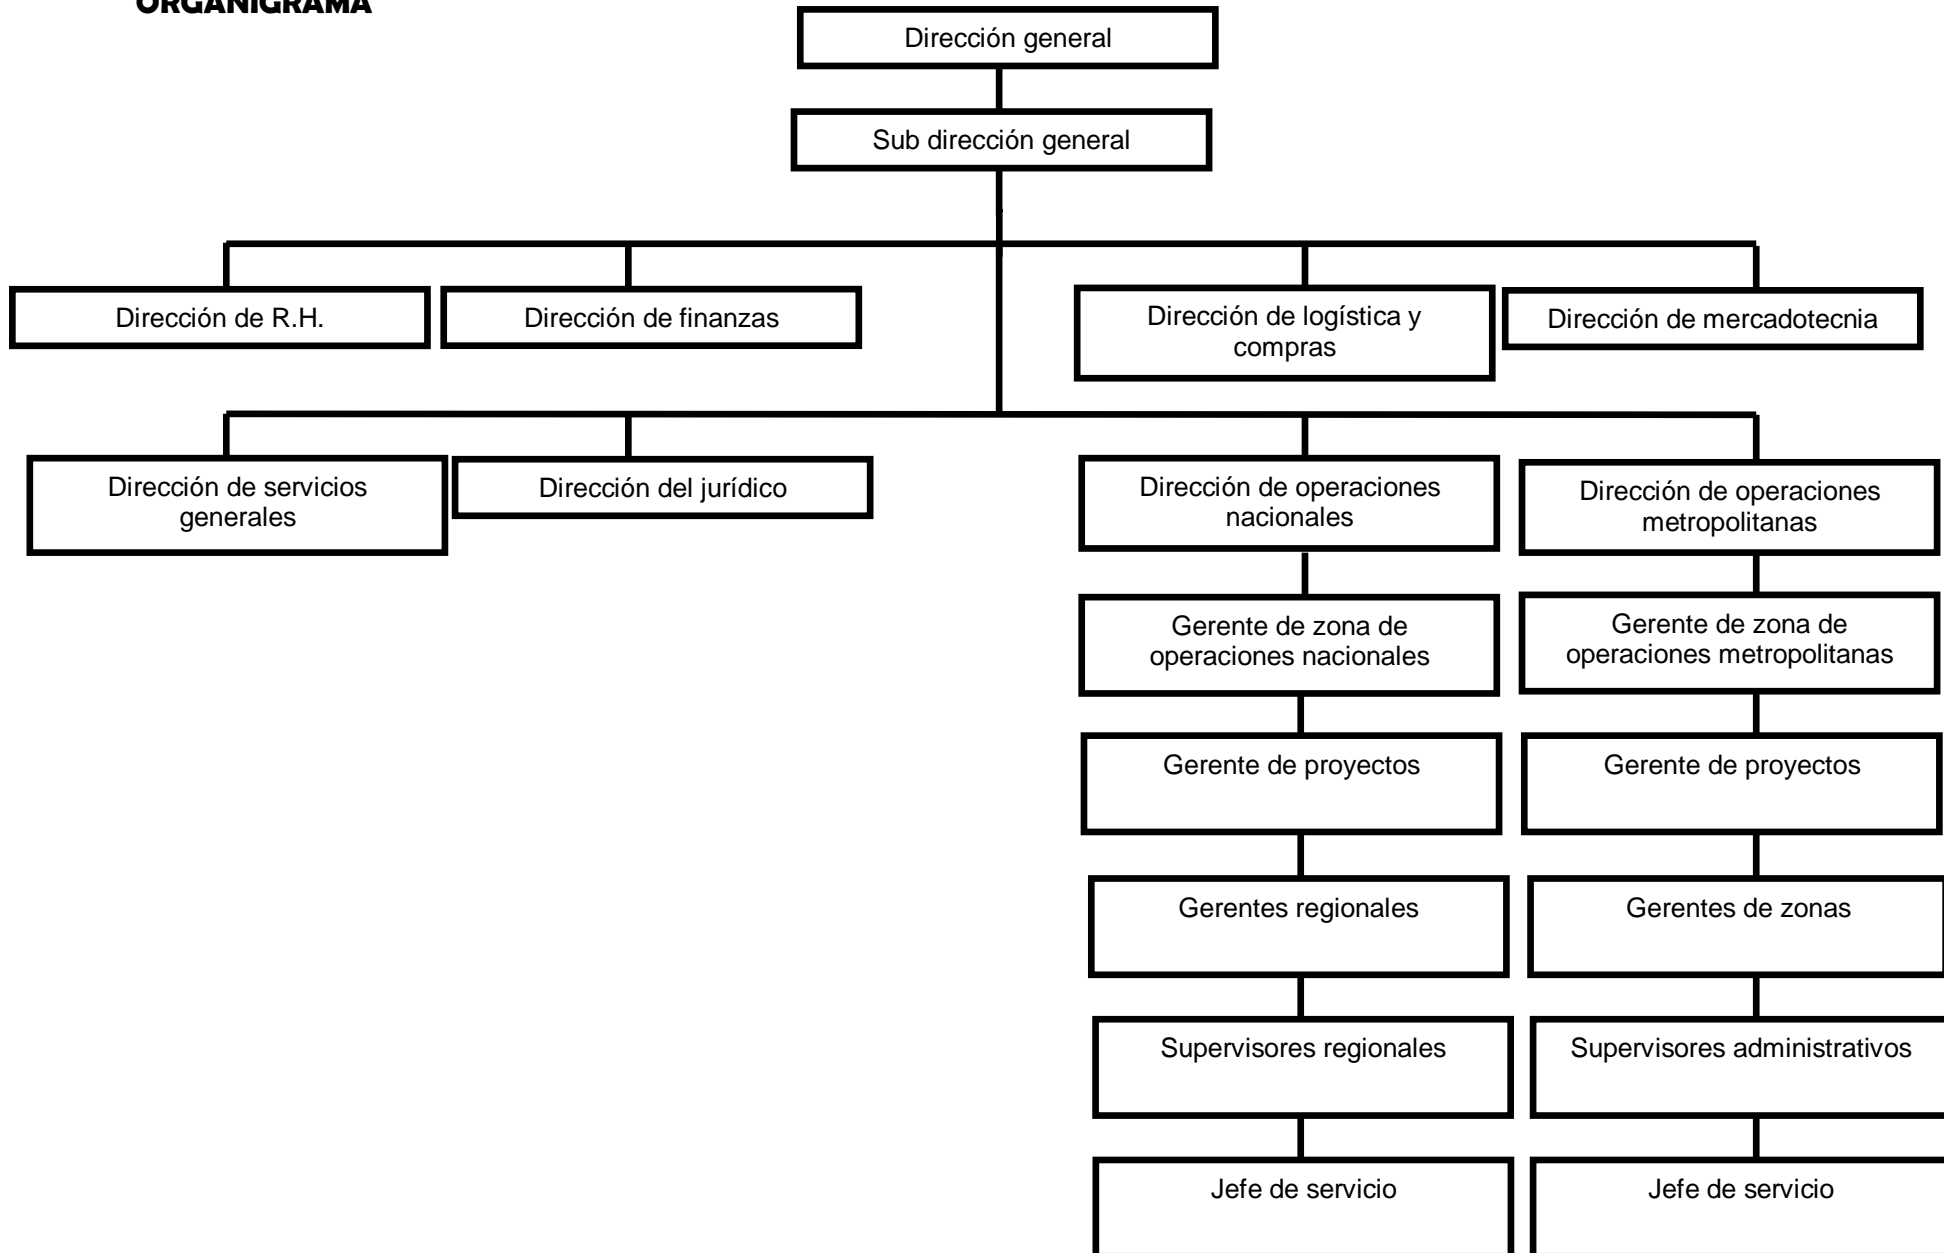 ORGANIGRAMA
Dirección general
Sub dirección general
Dirección de R.H.
Dirección de finanzas
Dirección de logística y
compras
Dirección de mercadotecnia
Dirección de servicios
generales
Dirección del jurídico
Dirección de operaciones
nacionales
Dirección de operaciones
metropolitanas
Gerente de zona de
operaciones nacionales
Gerente de zona de
operaciones metropolitanas
Gerente de proyectos
Gerente de proyectos
Gerentes regionales
Gerentes de zonas
Supervisores regionales
Supervisores administrativos
Jefe de servicio
Jefe de servicio